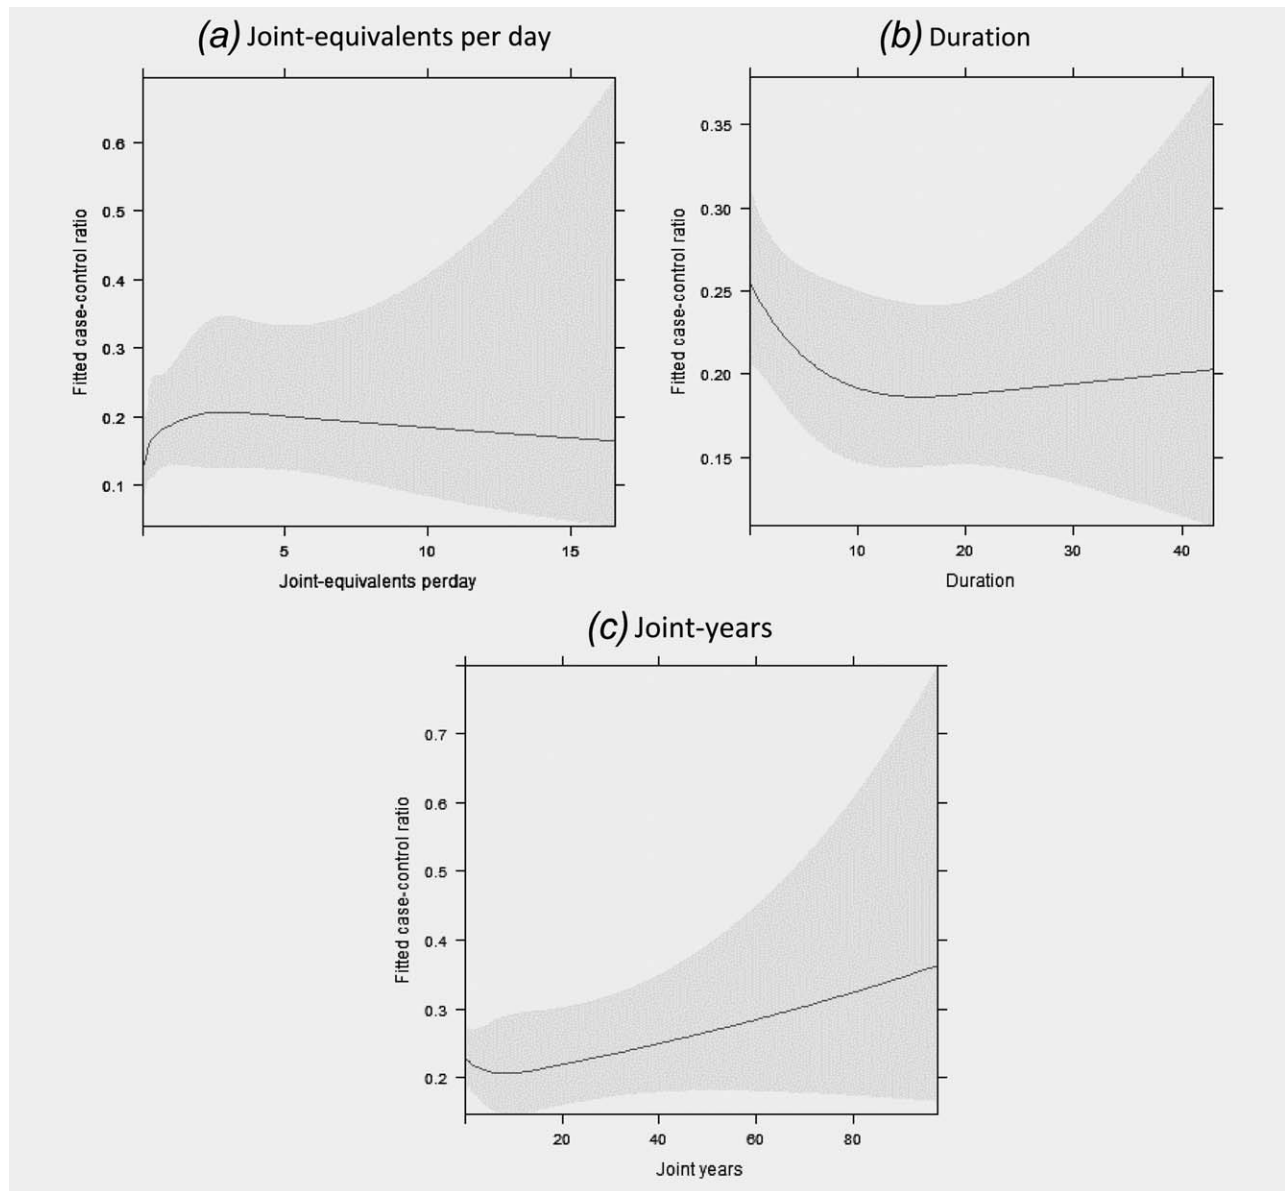 (a) Joint-equivalents per day
0.6
0.5
0.4
0.3
0.2
0.1
Fitted case-control ratio
5 10 15
Joint-equivalents perday
(b) Duration
0.35
0.30
0.25
0.20
0.15
Fitted case-control ratio
10 20 30 40
Duration
(c) Joint-years
0.7
0.6
0.5
0.4
0.3
0.2
Fitted case-control ratio
20 40 60 80
Joint years